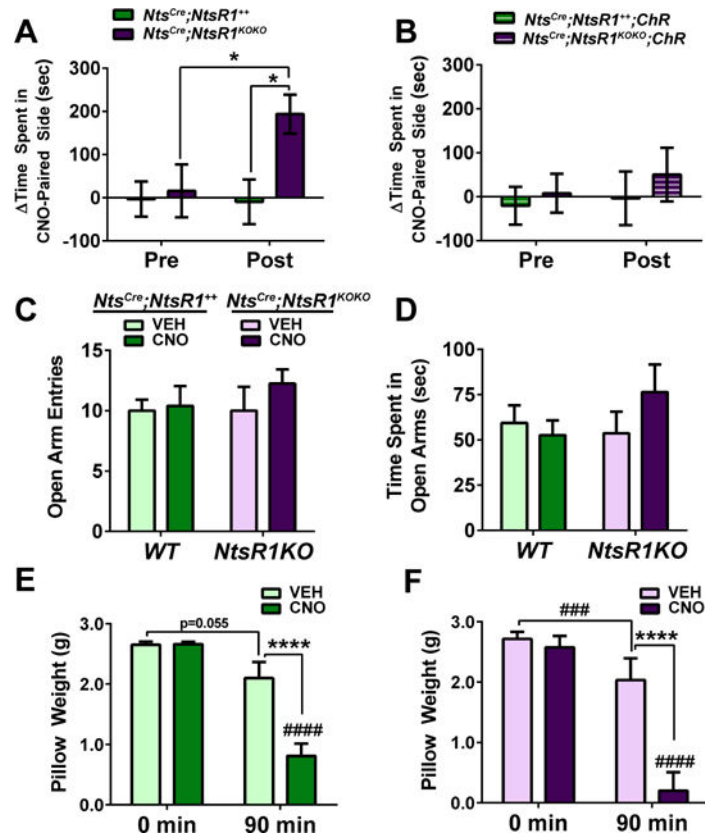 A
Nts^Cre;NtsR1^++
Nts^Cre;NtsR1^KOKO
ΔTime Spent in
CNO-Paired Side (sec)
300
200
100
0
-100
*
*
Pre
Post
B
Nts^Cre;NtsR1^++;ChR
Nts^Cre;NtsR1^KOKO;ChR
ΔTime Spent in
CNO-Paired Side (sec)
300
200
100
0
-100
Pre
Post
C
Nts^Cre;NtsR1^++
Nts^Cre;NtsR1^KOKO
VEH
CNO
VEH
CNO
Open Arm Entries
15
10
5
0
WT
NtsR1KO
D
Time Spent in
Open Arms (sec)
100
75
50
25
0
WT
NtsR1KO
E
VEH
CNO
Pillow Weight (g)
3.0
2.0
1.0
0.0
p=0.055
****
####
0 min
90 min
F
VEH
CNO
Pillow Weight (g)
3.0
2.0
1.0
0.0
###
****
####
0 min
90 min